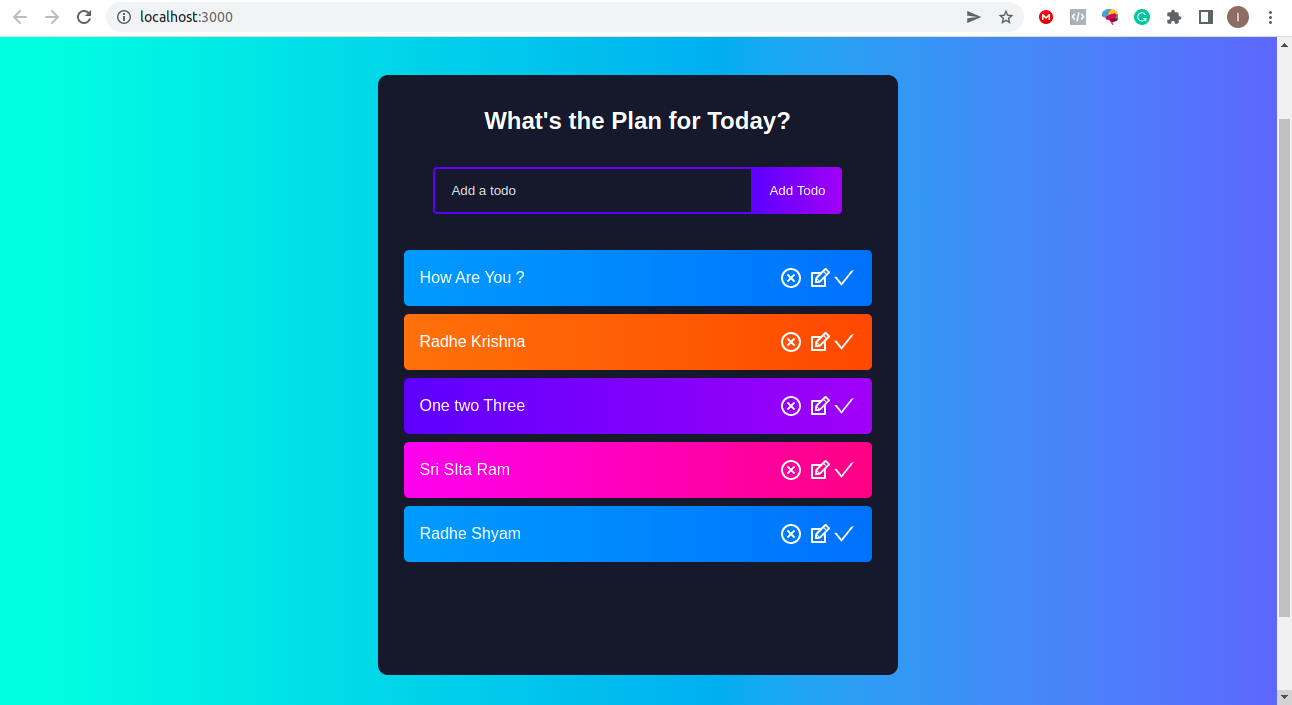 localhost:3000
I
What's the Plan for Today?
Add a todo
Add Todo
How Are You ?
Radhe Krishna
One two Three
Sri SIta Ram
Radhe Shyam